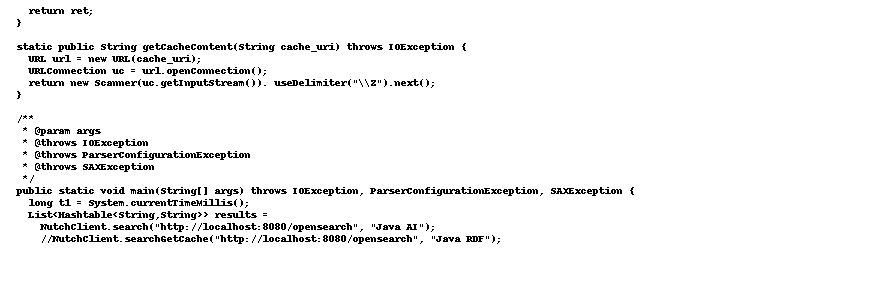 return ret;
}
static public String getCacheContent(String cache_uri) throws IOException {
URL url = new URL(cache_uri);
URLConnection uc = url.openConnection();
return new Scanner(uc.getInputStream()). useDelimiter("\\Z").next();
}
/**
* @param args
* @throws IOException
* @throws ParserConfigurationException
* @throws SAXException
*/
public static void main(String[] args) throws IOException, ParserConfigurationException, SAXException {
long t1 = System.currentTimeMillis();
List<Hashtable<String,String>> results =
NutchClient.search("http://localhost:8080/opensearch", "Java AI");
//NutchClient.searchGetCache("http://localhost:8080/opensearch", "Java RDF");